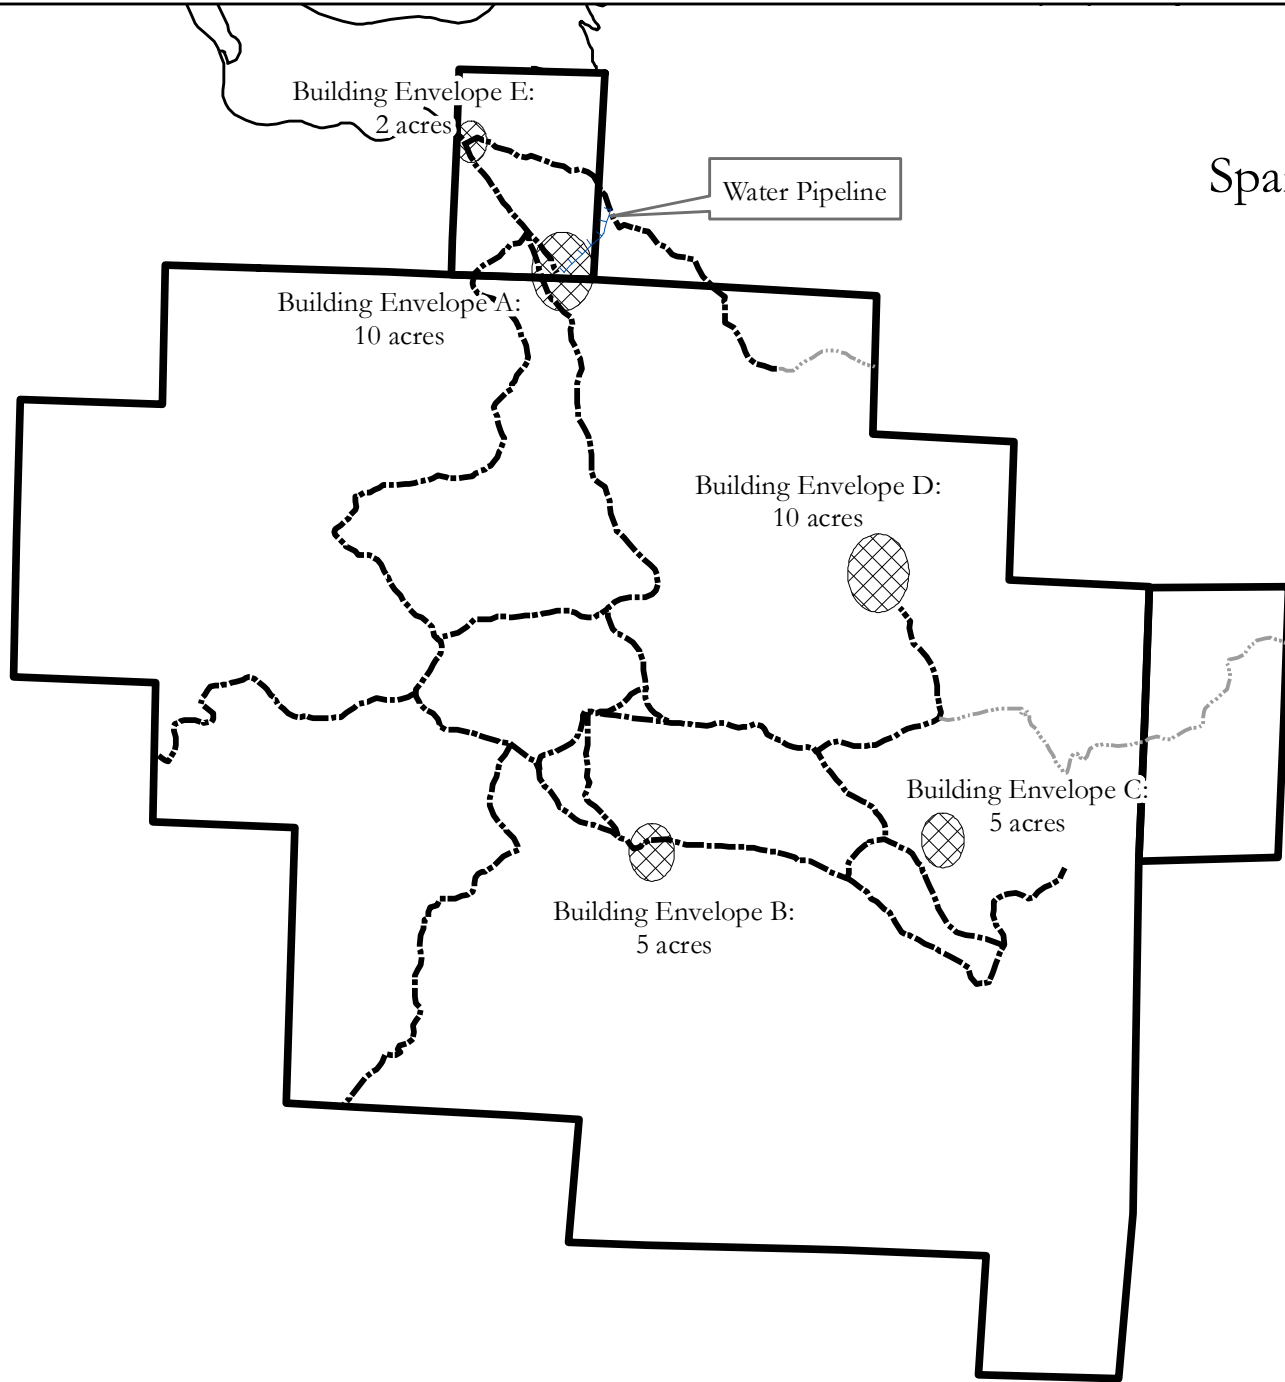 Building Envelope E:
2 acres
Water Pipeline
Building Envelope A:
10 acres
Building Envelope D:
10 acres
Building Envelope C:
5 acres
Building Envelope B:
5 acres